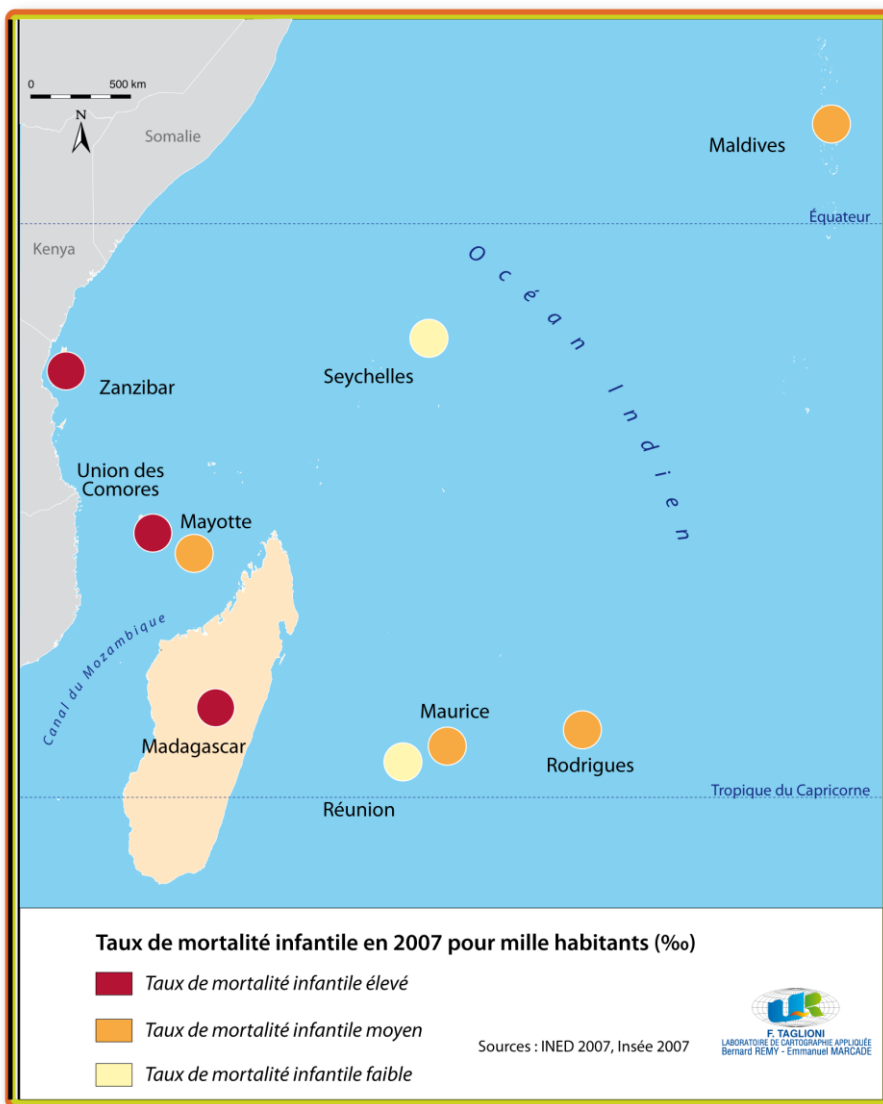 0 500 km
N
Somalie
Maldives
Équateur
Kenya
Océan Indien
Seychelles
Zanzibar
Union des
Comores
Mayotte
Canal du Mozambique
Maurice
Madagascar
Rodrigues
Réunion
Tropique du Capricorne
Taux de mortalité infantile en 2007 pour mille habitants (‰)
Taux de mortalité infantile élevé
Taux de mortalité infantile moyen
Taux de mortalité infantile faible
Sources : INED 2007, Insée 2007
UR
F. TAGLIONI
LABORATOIRE DE CARTOGRAPHIE APPLIQUÉE
Bernard REMY - Emmanuel MARCADE